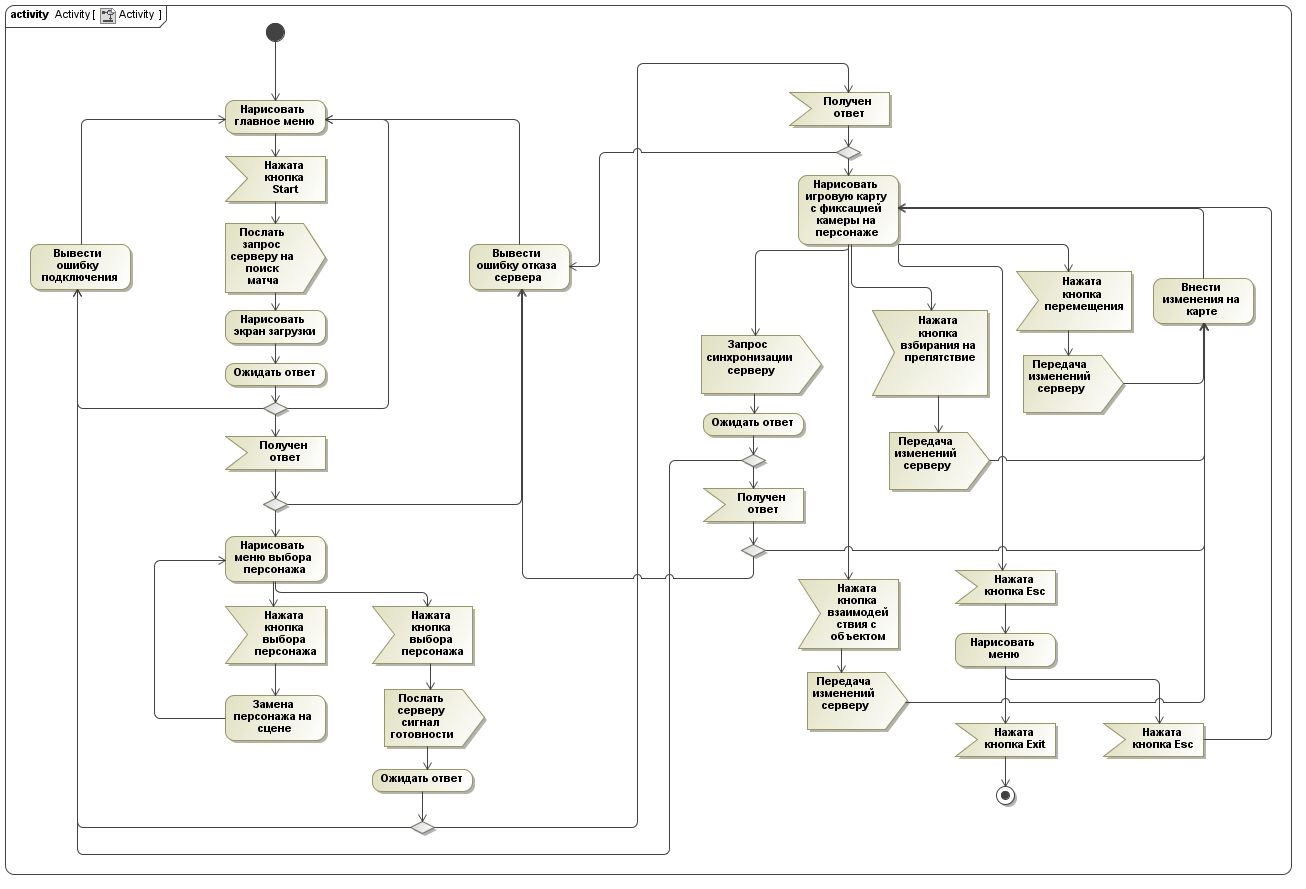 activity Activity [ Activity ]
Нарисовать
главное меню
Нажата
кнопка
Start
Послать
запрос
серверу на
поиск
матча
Нарисовать
экран загрузки
Ожидать ответ
Вывести
ошибку
подключения
Вывести
ошибку отказа
сервера
Получен
ответ
Нарисовать
меню выбора
персонажа
Нажата
кнопка
выбора
персонажа
Замена
персонажа на
сцене
Нажата
кнопка
выбора
персонажа
Послать
серверу
сигнал
готовности
Ожидать ответ
Получен
ответ
Нарисовать
игровую карту
с фиксацией
камеры на
персонаже
Запрос
синхронизации
серверу
Ожидать ответ
Получен
ответ
Нажата
кнопка
взбирания на
препятствие
Передача
изменений
серверу
Нажата
кнопка
перемещения
Передача
изменений
серверу
Внести
изменения на
карте
Нажата
кнопка
взаимодей
ствия с
объектом
Передача
изменений
серверу
Нажата
кнопка Esc
Нарисовать
меню
Нажата
кнопка Exit
Нажата
кнопка Esc